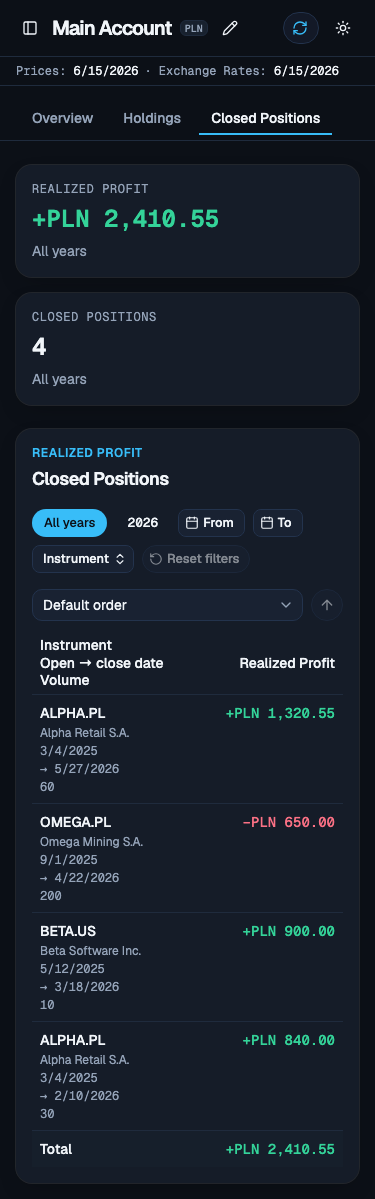 Main Account PLN
Prices: 6/15/2026 · Exchange Rates: 6/15/2026
Overview Holdings Closed Positions
REALIZED PROFIT
+PLN 2,410.55
All years
CLOSED POSITIONS
4
All years
REALIZED PROFIT
Closed Positions
All years 2026 From To
Instrument Reset filters
Default order
Instrument
Open → close date Realized Profit
Volume
ALPHA.PL +PLN 1,320.55
Alpha Retail S.A.
3/4/2025
→ 5/27/2026
60
OMEGA.PL −PLN 650.00
Omega Mining S.A.
9/1/2025
→ 4/22/2026
200
BETA.US +PLN 900.00
Beta Software Inc.
5/12/2025
→ 3/18/2026
10
ALPHA.PL +PLN 840.00
Alpha Retail S.A.
3/4/2025
→ 2/10/2026
30
Total +PLN 2,410.55